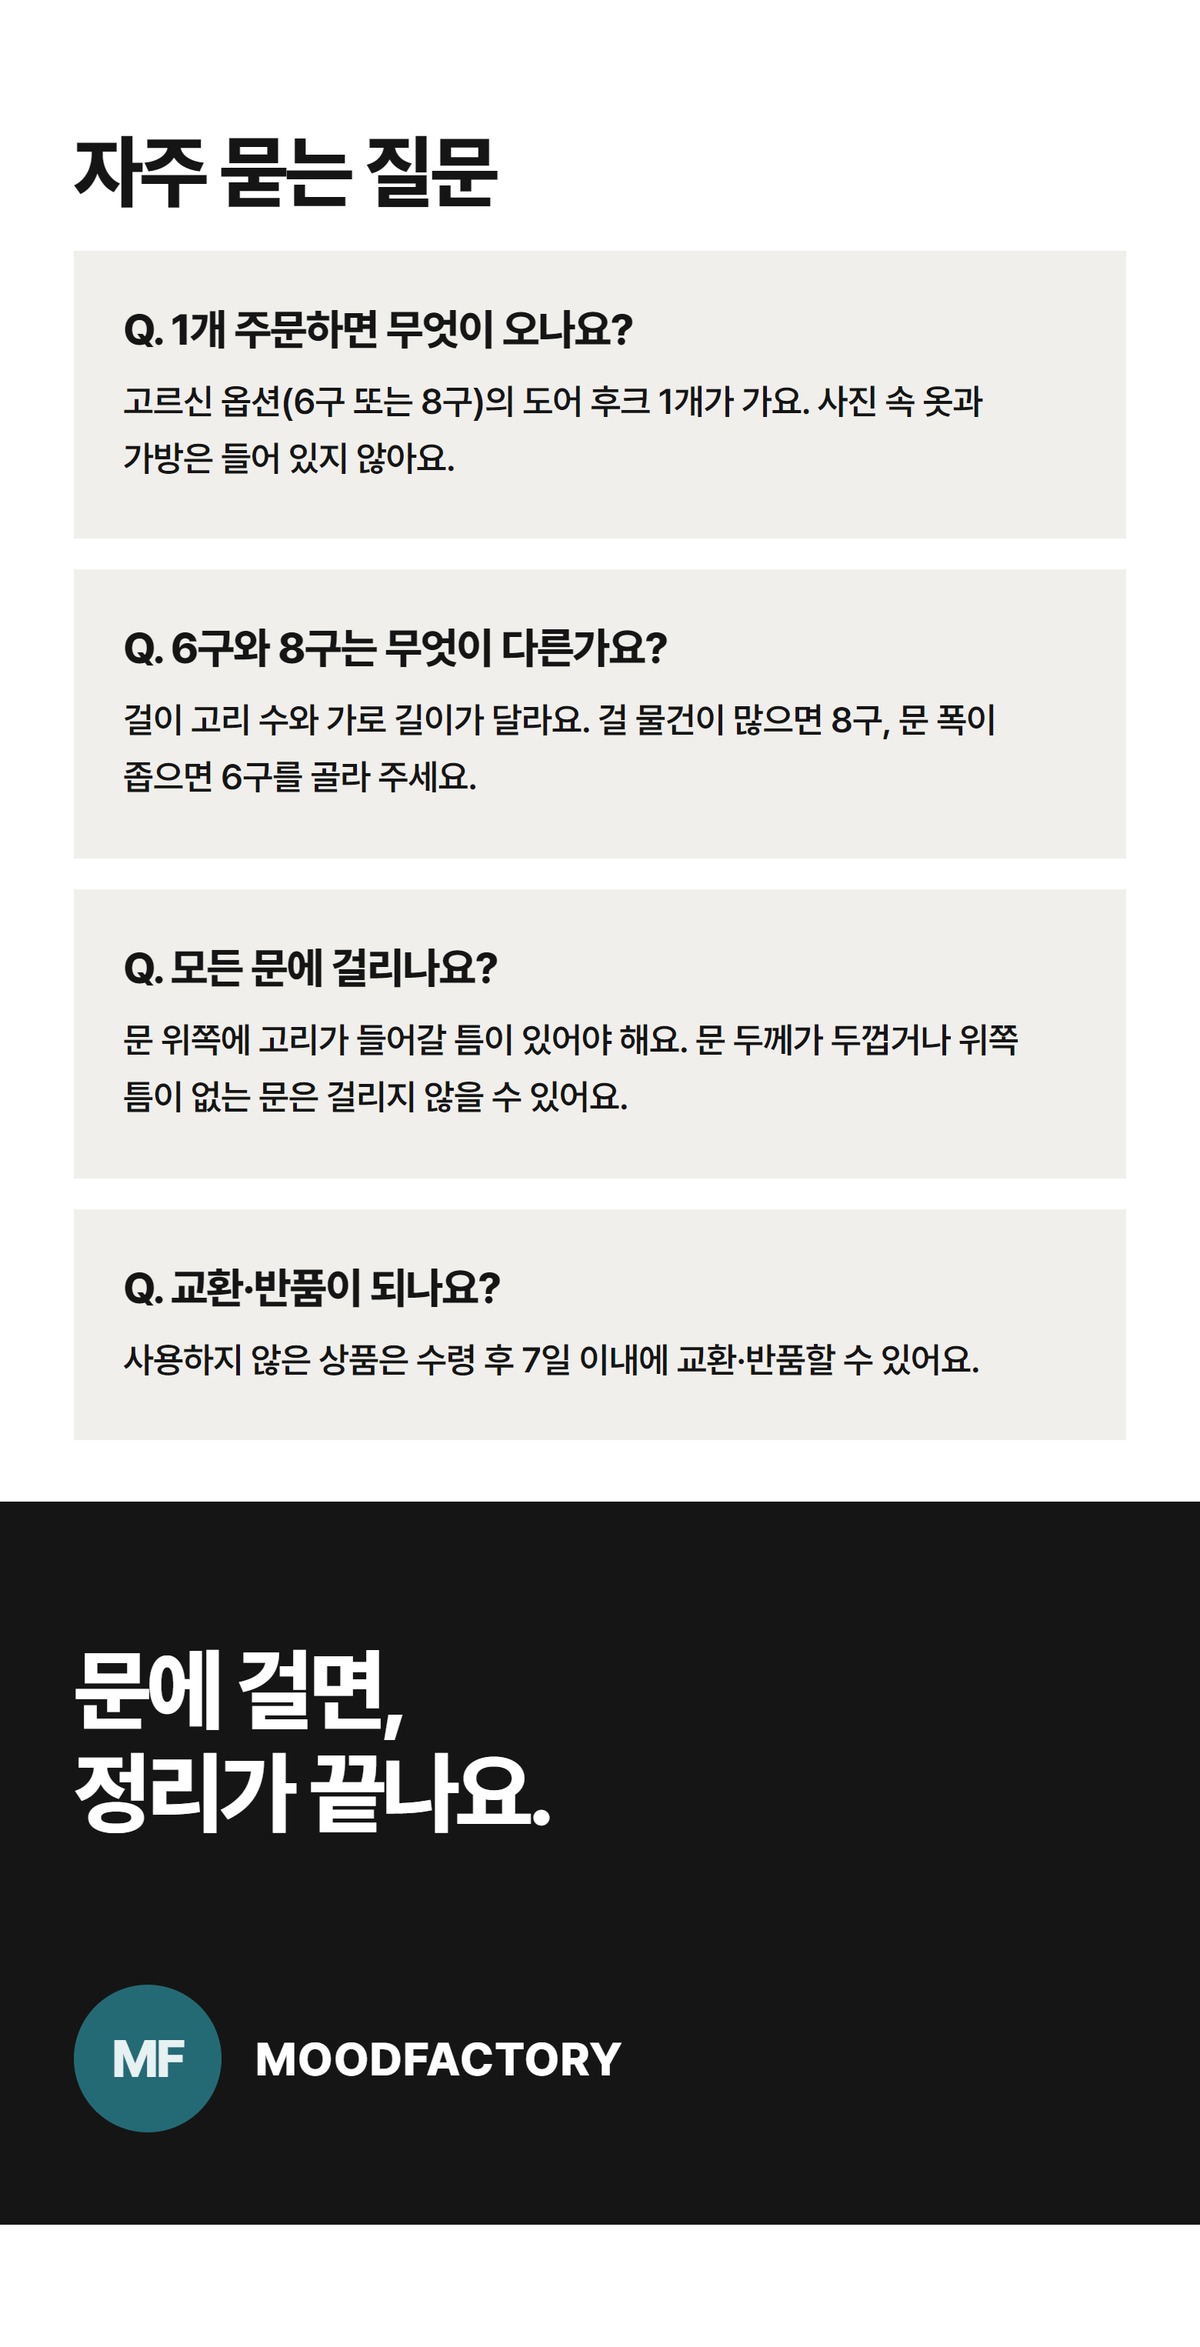 자주 묻는 질문
Q. 1개 주문하면 무엇이 오나요?
고르신 옵션(6구 또는 8구)의 도어 후크 1개가 가요. 사진 속 옷과
가방은 들어 있지 않아요.
Q. 6구와 8구는 무엇이 다른가요?
걸이 고리 수와 가로 길이가 달라요. 걸 물건이 많으면 8구, 문 폭이
좁으면 6구를 골라 주세요.
Q. 모든 문에 걸리나요?
문 위쪽에 고리가 들어갈 틈이 있어야 해요. 문 두께가 두껍거나 위쪽
틈이 없는 문은 걸리지 않을 수 있어요.
Q. 교환·반품이 되나요?
사용하지 않은 상품은 수령 후 7일 이내에 교환·반품할 수 있어요.
문에 걸면,
정리가 끝나요.
MF MOODFACTORY